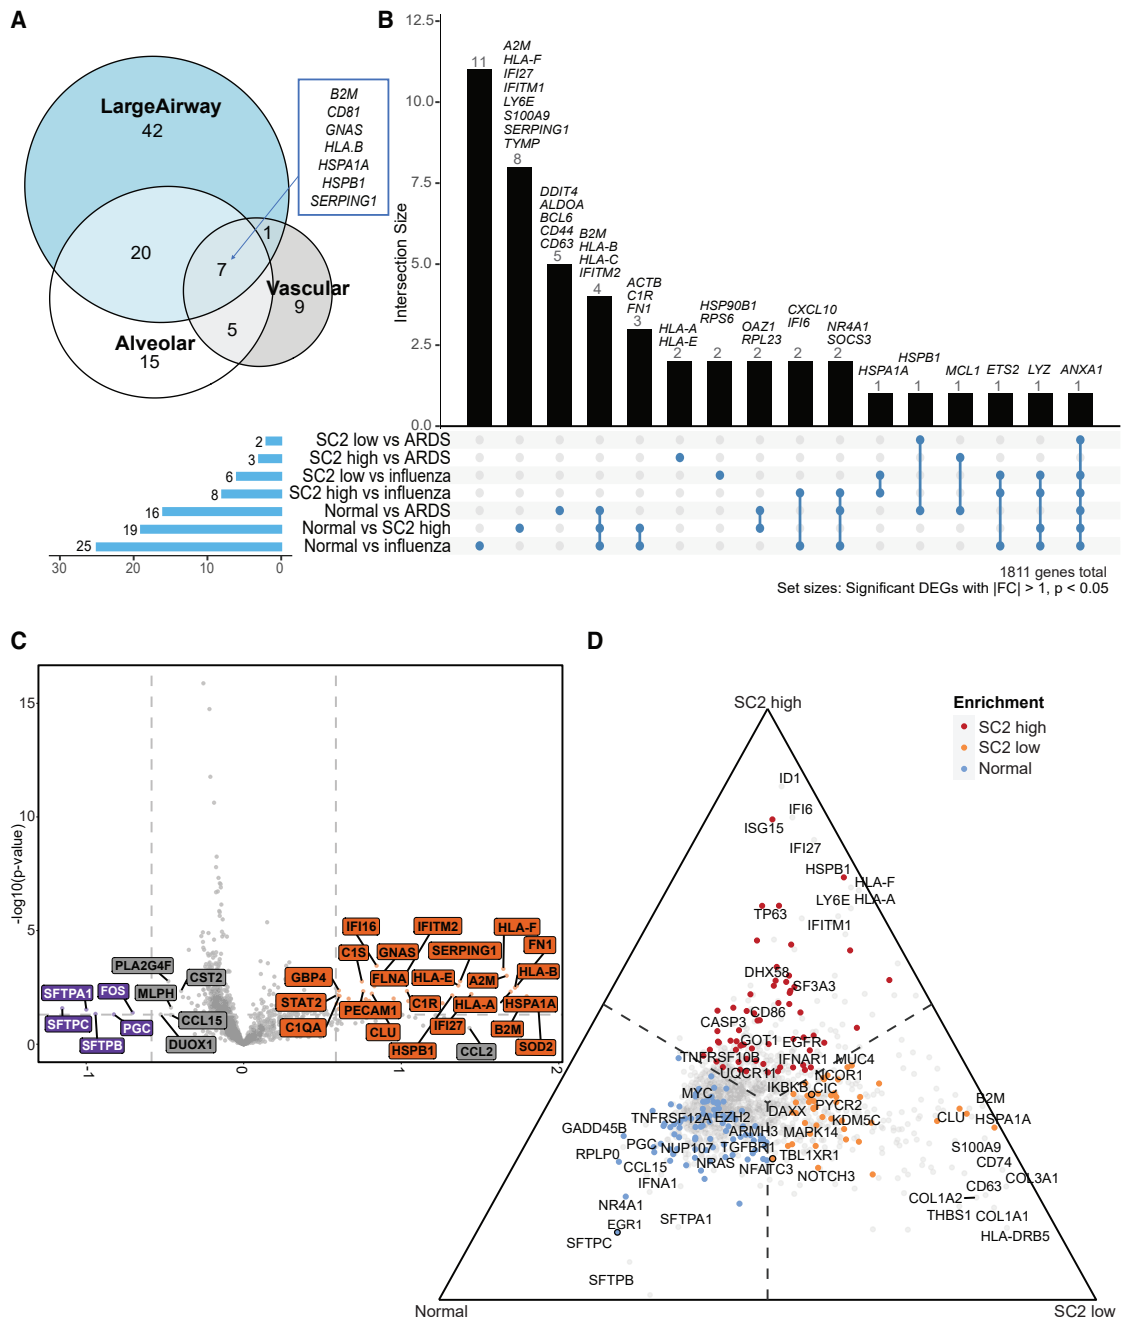 A
LargeAirway
42
20
7
1
5
Vascular
9
Alveolar
15
B2M
CD81
GNAS
HLA.B
HSPA1A
HSPB1
SERPING1
B
Intersection Size
12.5
10.0
7.5
5.0
2.5
0.0
11
A2M
HLA-F
IFI27
IFITM1
LY6E
S100A9
SERPING1
TYMP
8
DDIT4
ALDOA
BCL6
CD44
CD63
5
B2M
HLA-B
HLA-C
IFITM2
4
ACTB
C1R
FN1
3
HLA-A
HLA-E
2
HSP90B1
RPS6
2
OAZ1
RPL23
2
CXCL10
IFI6
2
NR4A1
SOCS3
2
HSPA1A
1
HSPB1
1
MCL1
1
ETS2
1
LYZ
1
ANXA1
1
2 SC2 low vs ARDS
3 SC2 high vs ARDS
6 SC2 low vs influenza
8 SC2 high vs influenza
16 Normal vs ARDS
19 Normal vs SC2 high
25 Normal vs influenza
30 20 10 0
1811 genes total
Set sizes: Significant DEGs with |FC| > 1, p < 0.05
C
-log10(p-value)
15
10
5
0
-1 0 1 2
IFI16
IFITM2
HLA-F
FN1
C1S
GNAS
SERPING1
PLA2G4F
CST2
GBP4
FLNA
HLA-E
A2M
HLA-B
SFTPA1
FOS
MLPH
STAT2
PECAM1
C1R
HLA-A
HSPA1A
SFTPC
PGC
CCL15
C1QA
CLU
IFI27
B2M
SFTPB
DUOX1
HSPB1
CCL2
SOD2
D
SC2 high
Enrichment
SC2 high
SC2 low
Normal
ID1
IFI6
ISG15
IFI27
HSPB1
HLA-F
LY6E
HLA-A
TP63
IFITM1
DHX58
SF3A3
CD86
CASP3
GOT1
EGFR
TNFRSF10B
IFNAR1
MUC4
UQCR11
NCOR1
IKBKB
CIC
MYC
DAXX
PYCR2
B2M
TNFRSF12A
EZH2
KDM5C
CLU
HSPA1A
GADD45B
ARMH3
MAPK14
PGC
NUP107
TGFBR1
TBL1XR1
S100A9
RPLP0
CCL15
NRAS
NFATC3
CD74
IFNA1
NOTCH3
COL3A1
CD63
NR4A1
COL1A2
EGR1
SFTPA1
THBS1
COL1A1
SFTPC
HLA-DRB5
SFTPB
Normal
SC2 low